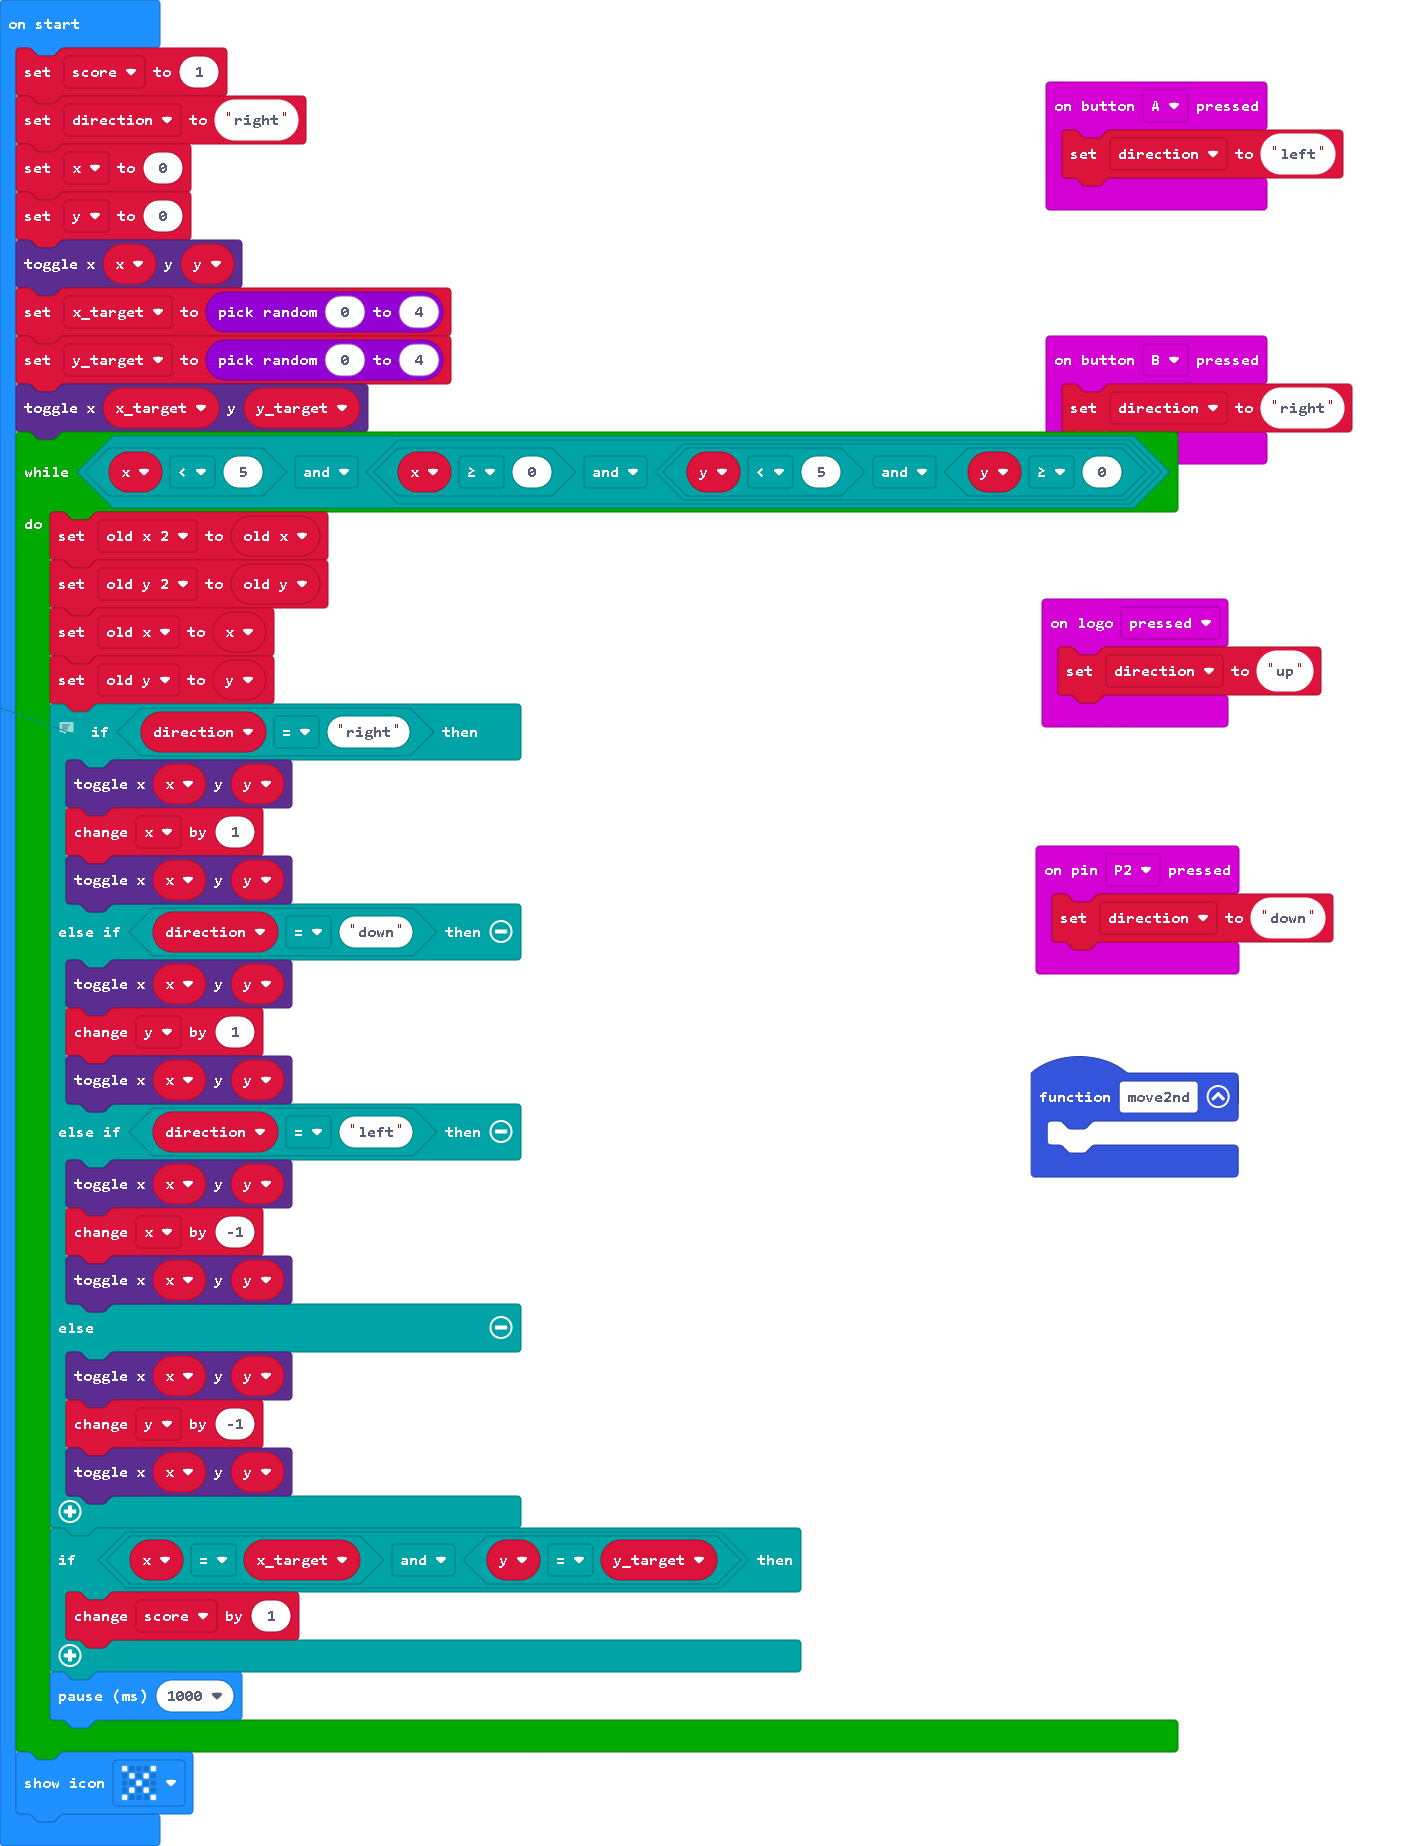 on start
set score to 1
set direction to "right"
set x to 0
set y to 0
toggle x x y y
set x_target to pick random 0 to 4
set y_target to pick random 0 to 4
toggle x x_target y y_target
while x < 5 and x ≥ 0 and y < 5 and y ≥ 0
do
set old x 2 to old x
set old y 2 to old y
set old x to x
set old y to y
if direction = "right" then
toggle x x y y
change x by 1
toggle x x y y
else if direction = "down" then
toggle x x y y
change y by 1
toggle x x y y
else if direction = "left" then
toggle x x y y
change x by -1
toggle x x y y
else
toggle x x y y
change y by -1
toggle x x y y
if x = x_target and y = y_target then
change score by 1
pause (ms) 1000
show icon
on button A pressed
set direction to "left"
on button B pressed
set direction to "right"
on logo pressed
set direction to "up"
on pin P2 pressed
set direction to "down"
function move2nd